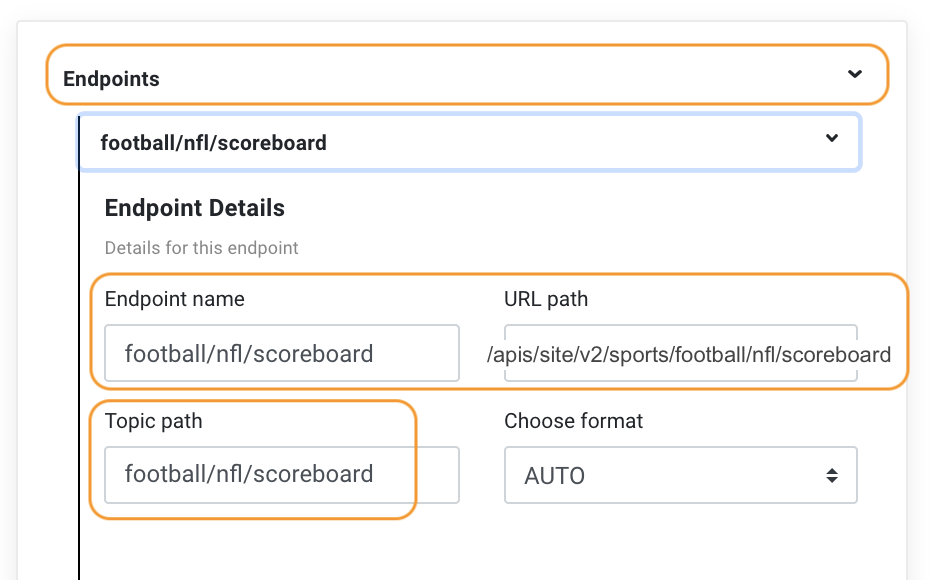 Endpoints
football/nfl/scoreboard
Endpoint Details
Details for this endpoint
Endpoint name
URL path
football/nfl/scoreboard
/apis/site/v2/sports/football/nfl/scoreboard
Topic path
Choose format
football/nfl/scoreboard
AUTO